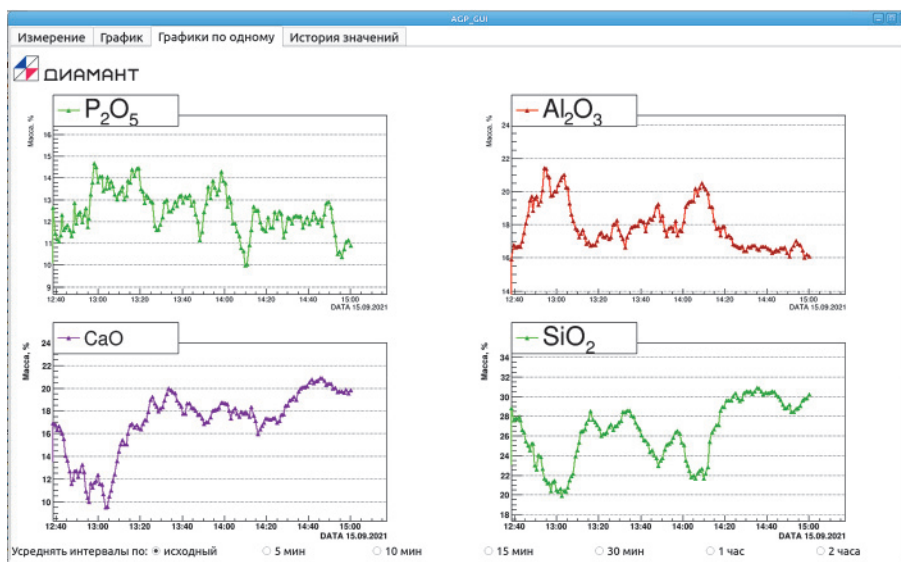 AGP_GUI
Измерение График Графики по одному История значений
ДИАМАНТ
P₂O₅
Масса, %
16
15
14
13
12
11
10
9
12:40 13:00 13:20 13:40 14:00 14:20 14:40 15:00
DATA 15.09.2021
Al₂O₃
Масса, %
24
22
20
18
16
14
12:40 13:00 13:20 13:40 14:00 14:20 14:40 15:00
DATA 15.09.2021
CaO
Масса, %
24
22
20
18
16
14
12
10
12:40 13:00 13:20 13:40 14:00 14:20 14:40 15:00
DATA 15.09.2021
SiO₂
Масса, %
34
32
30
28
26
24
22
20
18
12:40 13:00 13:20 13:40 14:00 14:20 14:40 15:00
DATA 15.09.2021
Усреднять интервалы по: исходный 5 мин 10 мин 15 мин 30 мин 1 час 2 часа